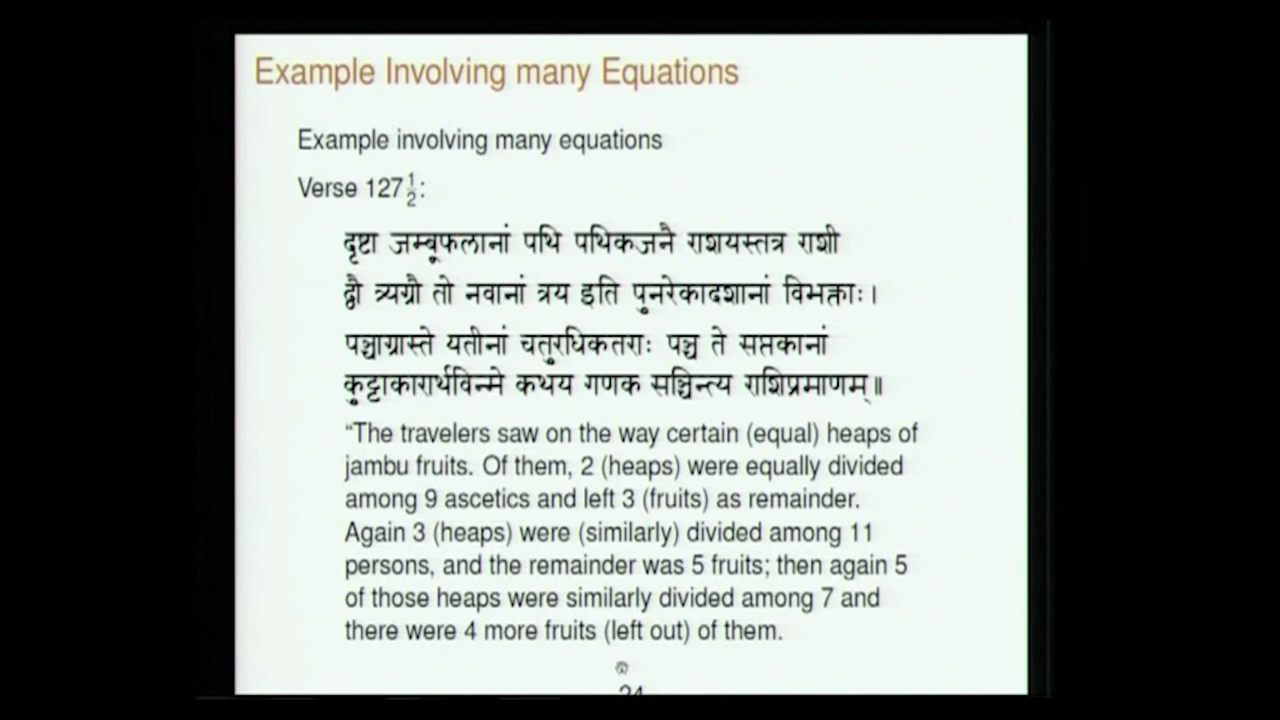 Example Involving many Equations
Example involving many equations
Verse 127½:
दृष्टा जम्बूफलानां पथि पथिकजनै राशयस्तत्र राशी
द्वौ त्र्यग्रौ तो नवानां त्रय इति पुनरेकादशानां विभक्ताः।
पञ्चाग्रास्ते यतीनां चतुरधिकतराः पञ्च ते सप्तकानां
कुट्टाकारार्थविन्मे कथय गणक सञ्चिन्त्य राशिप्रमाणम्॥
“The travelers saw on the way certain (equal) heaps of
jambu fruits. Of them, 2 (heaps) were equally divided
among 9 ascetics and left 3 (fruits) as remainder.
Again 3 (heaps) were (similarly) divided among 11
persons, and the remainder was 5 fruits; then again 5
of those heaps were similarly divided among 7 and
there were 4 more fruits (left out) of them.
24